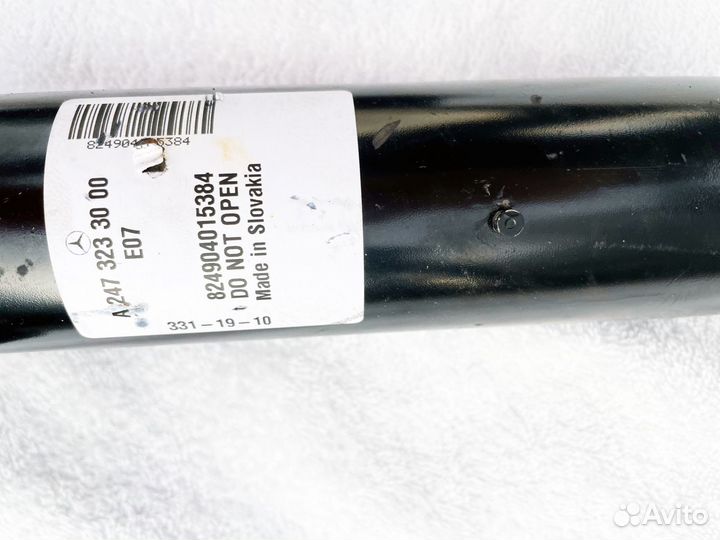 824904015384
A 247 323 30 00
E07
824904015384
DO NOT OPEN
Made in Slovakia
331-19-10
Avito